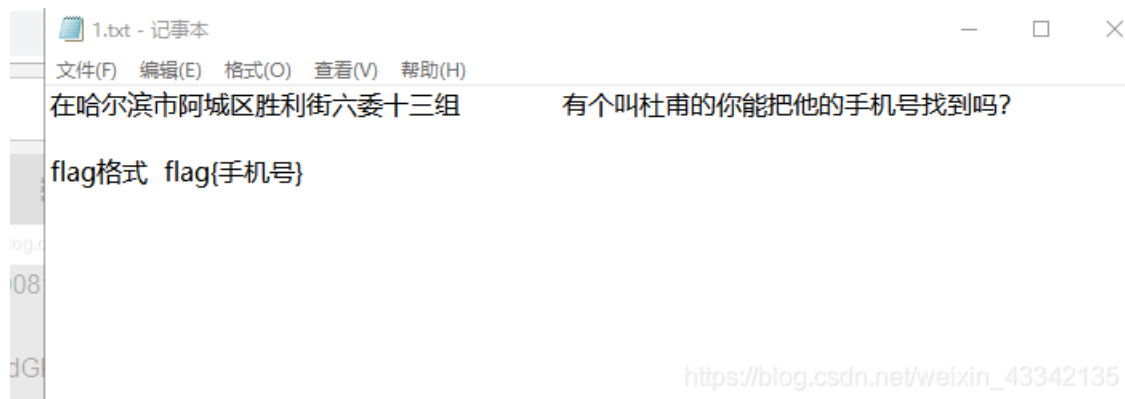 1.txt - 记事本
文件(F) 编辑(E) 格式(O) 查看(V) 帮助(H)
在哈尔滨市阿城区胜利街六委十三组 有个叫杜甫的你能把他的手机号找到吗?
flag格式 flag{手机号}
log.c
081
dGl
https://blog.csdn.net/weixin_43342135